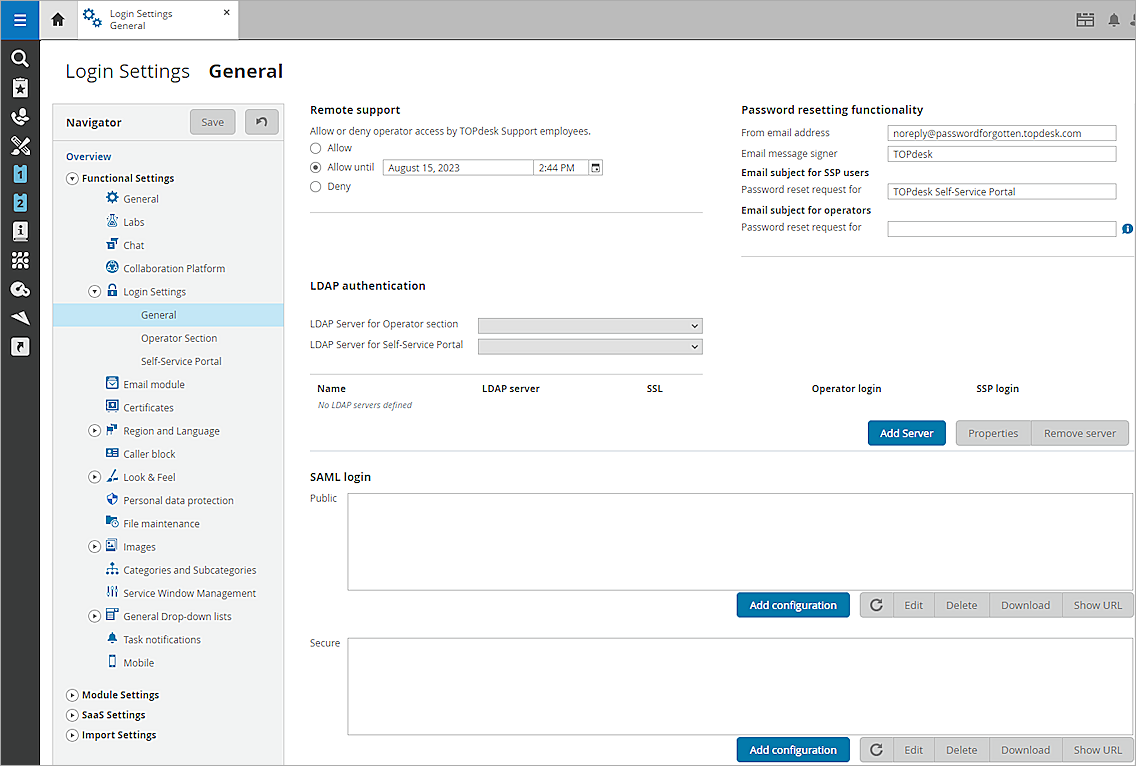 Login Settings
General
Login Settings General
Navigator
Save
Overview
Functional Settings
General
Labs
Chat
Collaboration Platform
Login Settings
General
Operator Section
Self-Service Portal
Email module
Certificates
Region and Language
Caller block
Look & Feel
Personal data protection
File maintenance
Images
Categories and Subcategories
Service Window Management
General Drop-down lists
Task notifications
Mobile
Module Settings
SaaS Settings
Import Settings
1
2
Remote support
Allow or deny operator access by TOPdesk Support employees.
Allow
Allow until August 15, 2023 2:44 PM
Deny
Password resetting functionality
From email address noreply@passwordforgotten.topdesk.com
Email message signer TOPdesk
Email subject for SSP users
Password reset request for TOPdesk Self-Service Portal
Email subject for operators
Password reset request for
LDAP authentication
LDAP Server for Operator section
LDAP Server for Self-Service Portal
Name LDAP server SSL Operator login SSP login
No LDAP servers defined
Add Server Properties Remove server
SAML login
Public
Add configuration Edit Delete Download Show URL
Secure
Add configuration Edit Delete Download Show URL